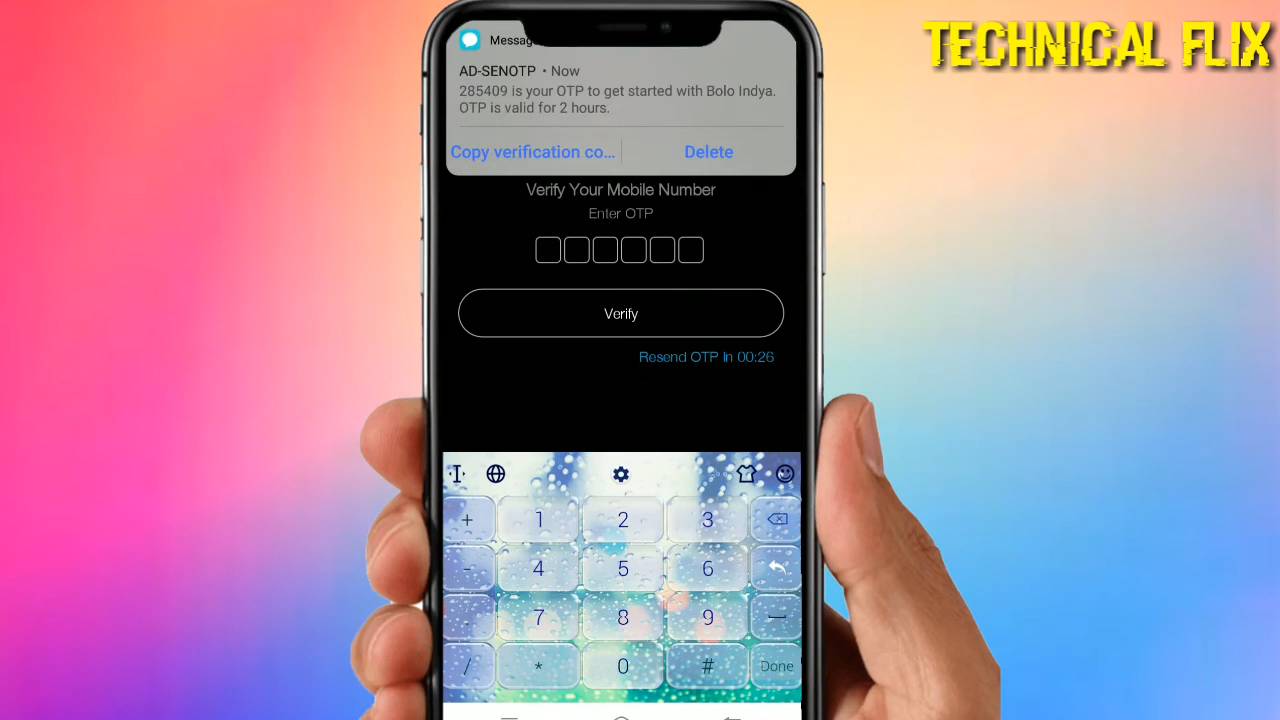 TECHNICAL FLIX
AD-SENOTP • Now
285409 is your OTP to get started with Bolo Indya.
OTP is valid for 2 hours.
Copy verification co... Delete
Verify Your Mobile Number
Enter OTP
Verify
Resend OTP in 00:26
+ 1 2 3
- 4 5 6
. 7 8 9
/ * 0 # Done